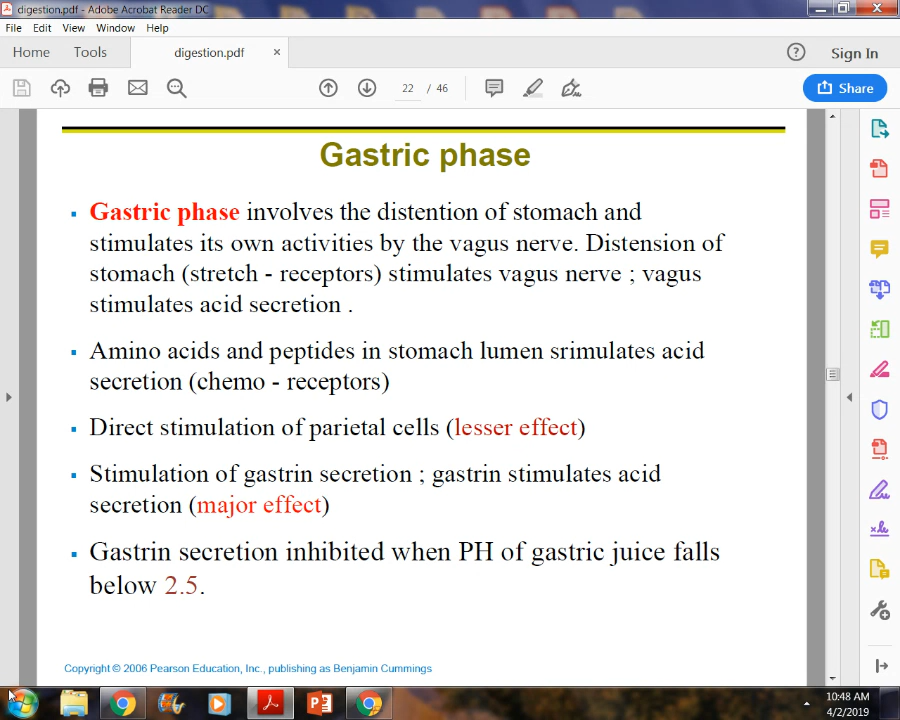 digestion.pdf - Adobe Acrobat Reader DC
File Edit View Window Help
Home Tools digestion.pdf × Sign In
22 / 46 Share
Gastric phase
▪ Gastric phase involves the distention of stomach and
stimulates its own activities by the vagus nerve. Distension of
stomach (stretch - receptors) stimulates vagus nerve ; vagus
stimulates acid secretion .
▪ Amino acids and peptides in stomach lumen srimulates acid
secretion (chemo - receptors)
▪ Direct stimulation of parietal cells (lesser effect)
▪ Stimulation of gastrin secretion ; gastrin stimulates acid
secretion (major effect)
▪ Gastrin secretion inhibited when PH of gastric juice falls
below 2.5.
Copyright © 2006 Pearson Education, Inc., publishing as Benjamin Cummings
10:48 AM
4/2/2019